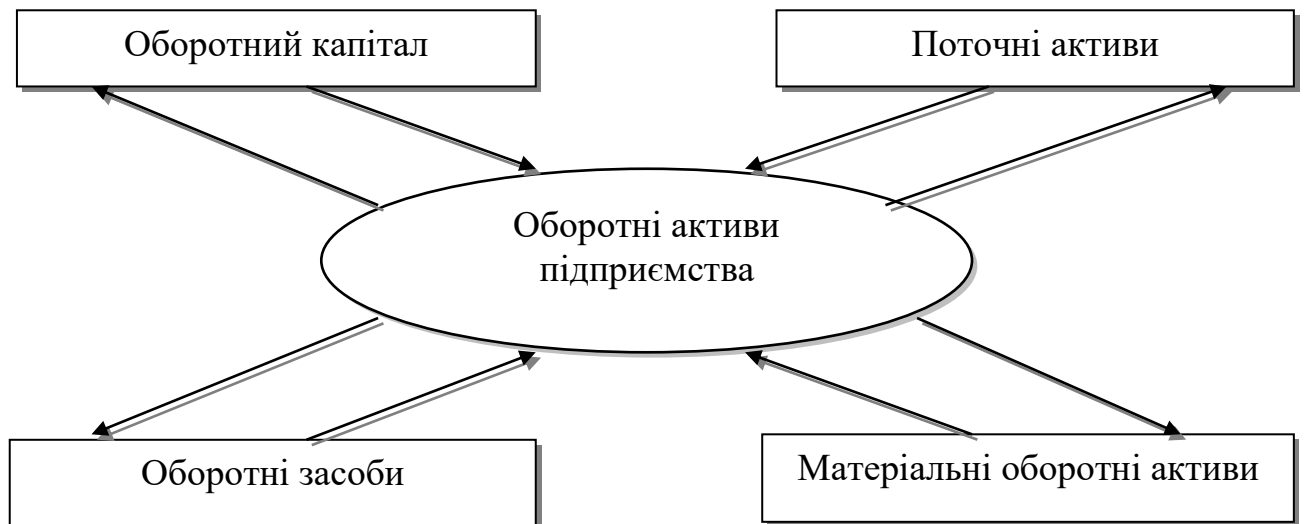 Оборотний капітал
Поточні активи
Оборотні активи
підприємства
Оборотні засоби
Матеріальні оборотні активи